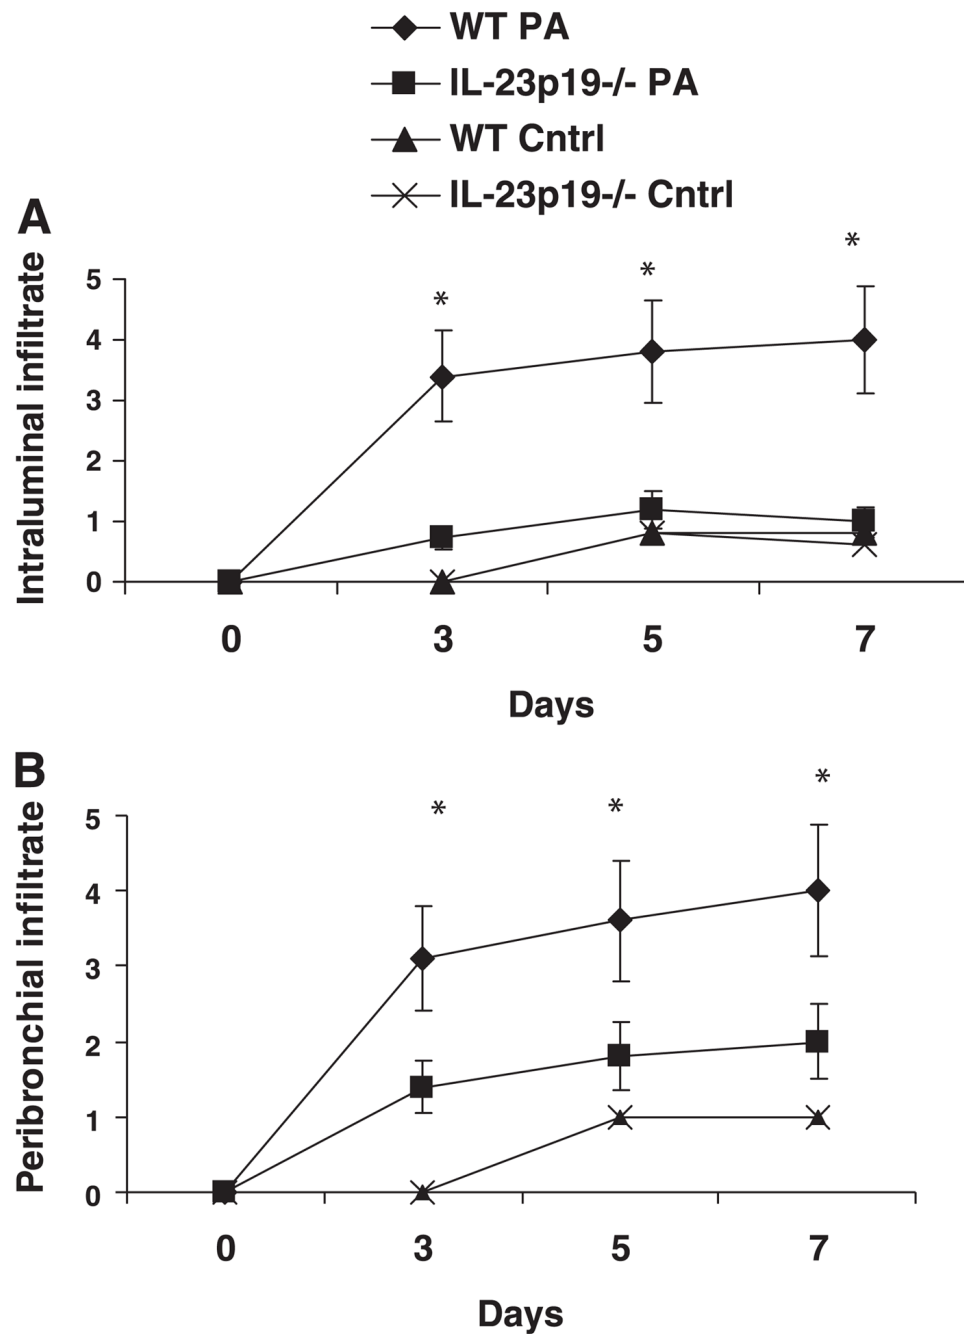 WT PA
IL-23p19-/- PA
WT Cntrl
IL-23p19-/- Cntrl
A
Intraluminal infiltrate
*
*
*
5
4
3
2
1
0
0 3 5 7
Days
B
Peribronchial infiltrate
*
*
*
5
4
3
2
1
0
0 3 5 7
Days